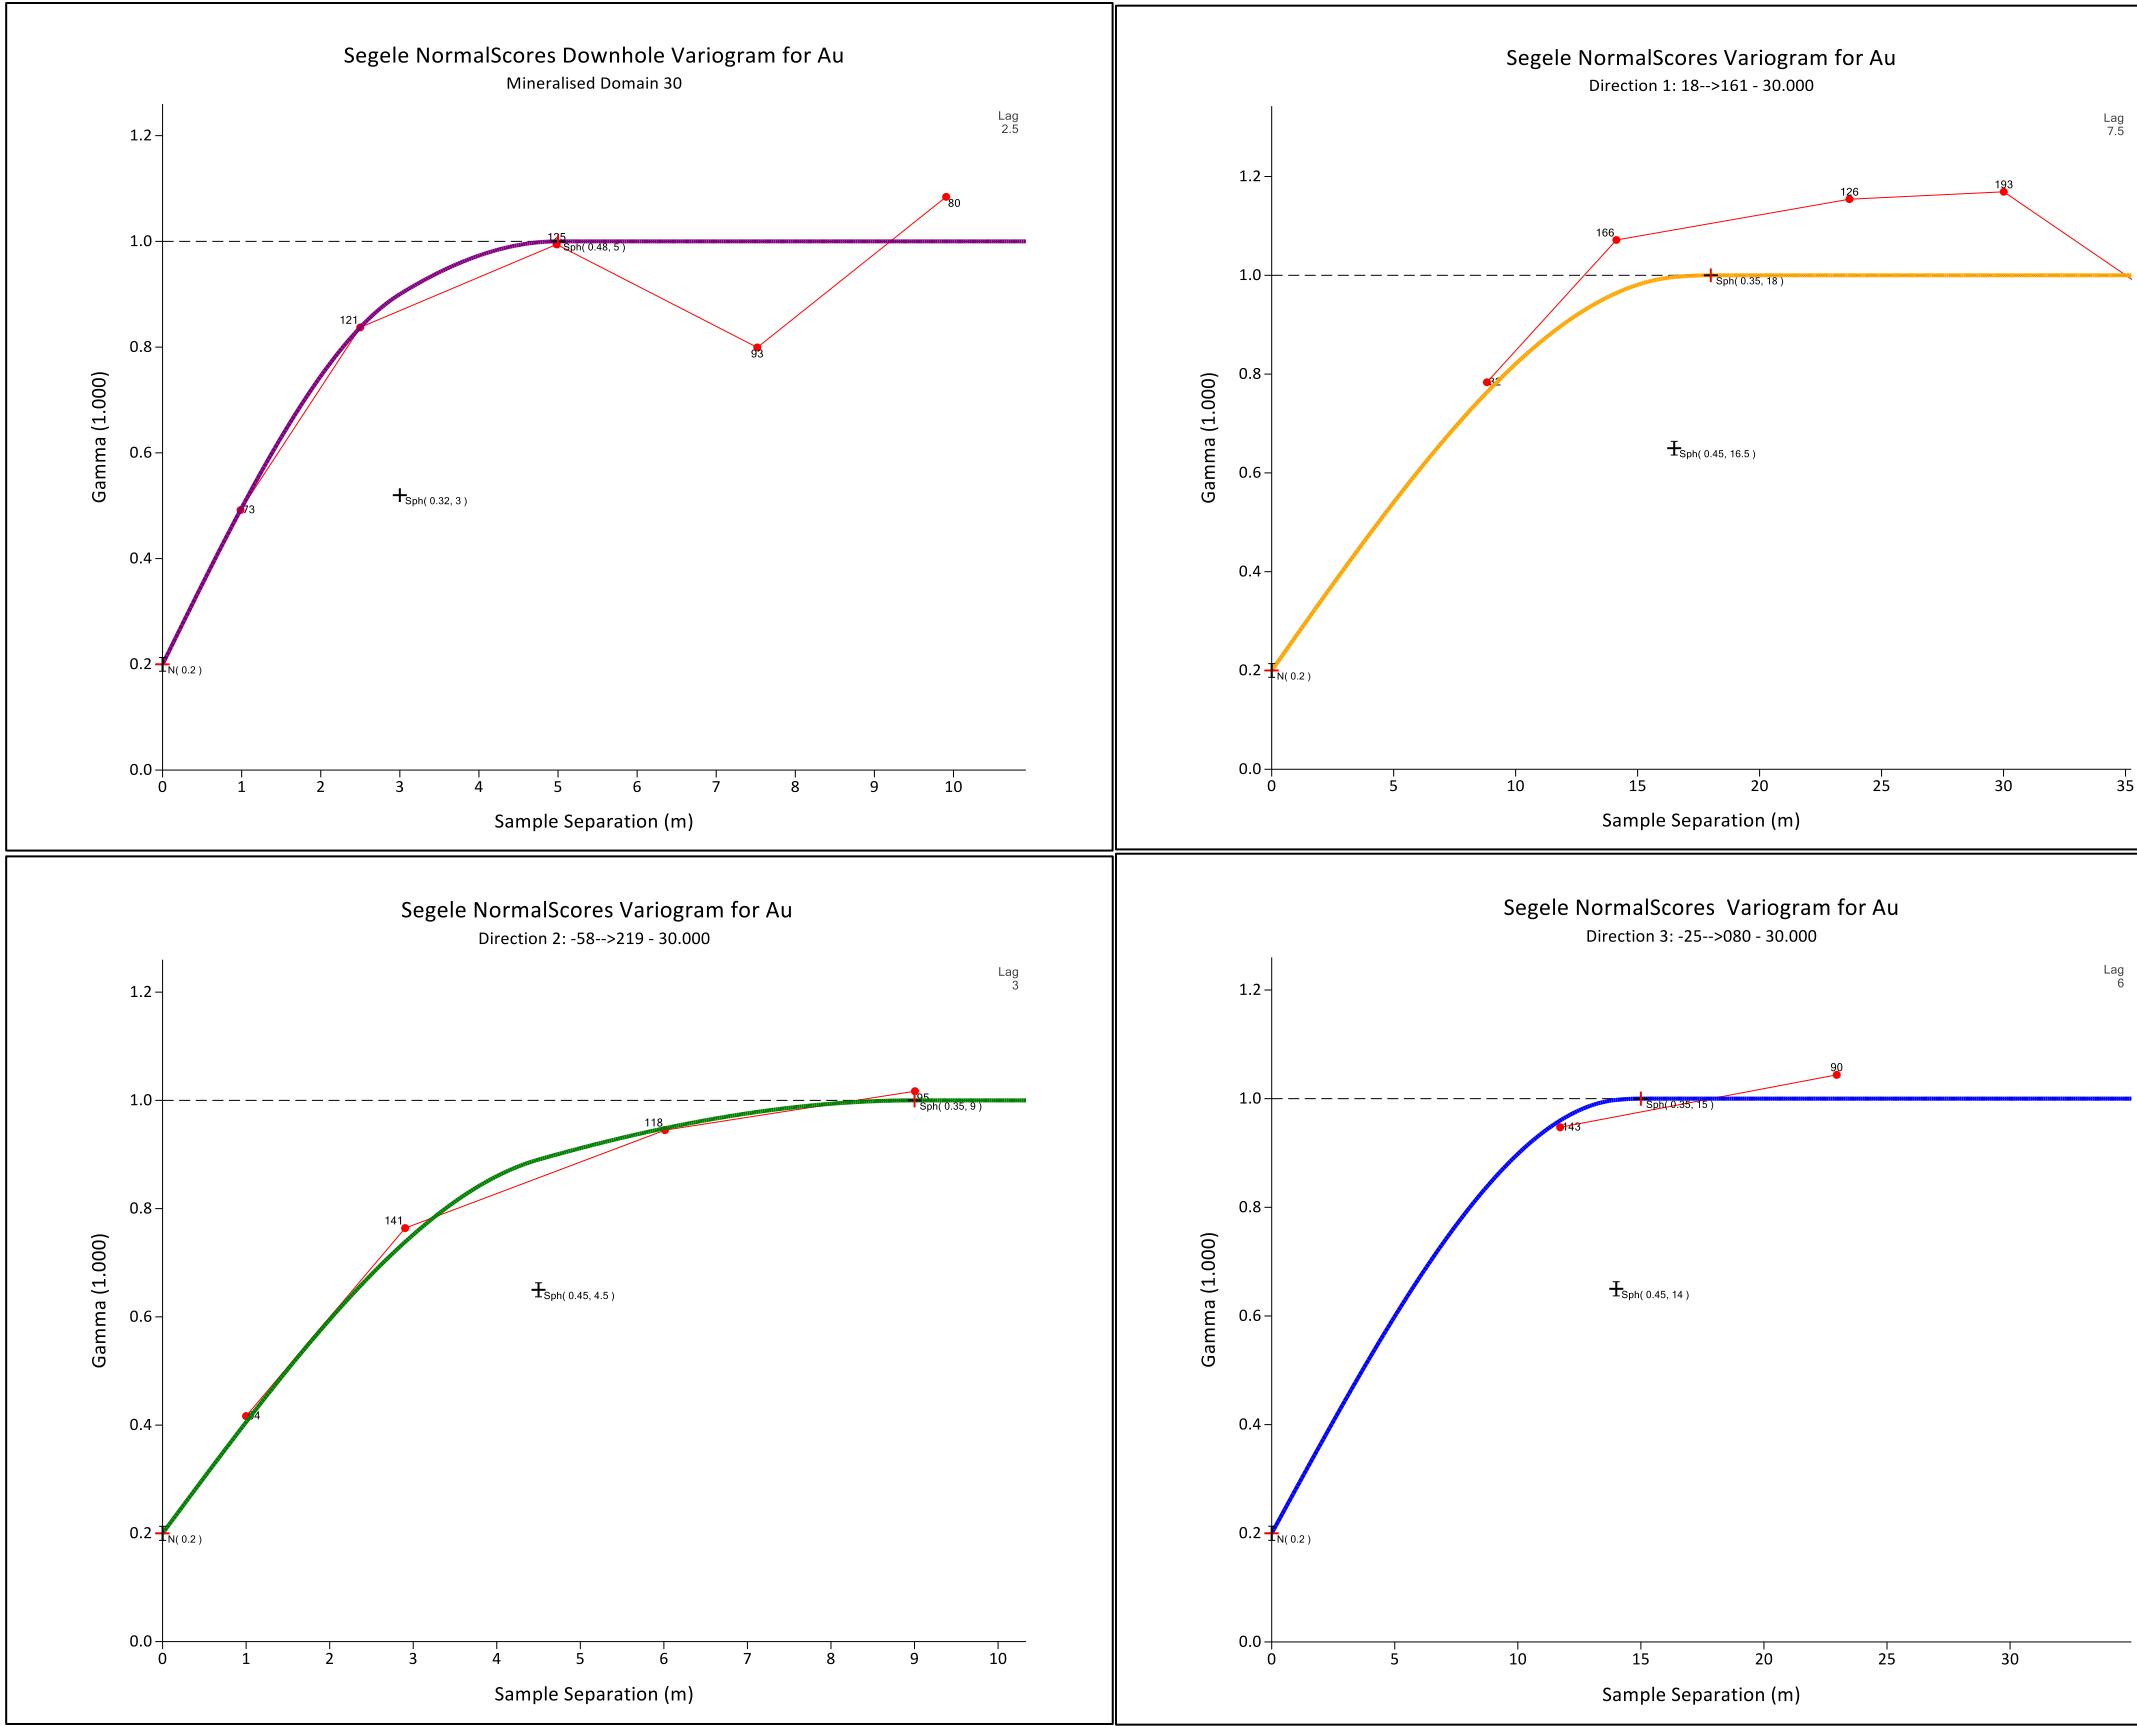 Segele NormalScores Downhole Variogram for Au
Mineralised Domain 30
Lag
2.5
Gamma (1.000)
1.2
1.0
0.8
0.6
0.4
0.2
0.0
125
Sph( 0.48, 5 )
80
121
93
73
Sph( 0.32, 3 )
N( 0.2 )
0 1 2 3 4 5 6 7 8 9 10
Sample Separation (m)
Segele NormalScores Variogram for Au
Direction 1: 18-->161 - 30.000
Lag
7.5
Gamma (1.000)
1.2
1.0
0.8
0.6
0.4
0.2
0.0
166
126
193
Sph( 0.35, 18 )
Sph( 0.45, 16.5 )
N( 0.2 )
0 5 10 15 20 25 30 35
Sample Separation (m)
Segele NormalScores Variogram for Au
Direction 2: -58-->219 - 30.000
Lag
3
Gamma (1.000)
1.2
1.0
0.8
0.6
0.4
0.2
0.0
95
Sph( 0.35, 9 )
118
141
Sph( 0.45, 4.5 )
N( 0.2 )
0 1 2 3 4 5 6 7 8 9 10
Sample Separation (m)
Segele NormalScores  Variogram for Au
Direction 3: -25-->080 - 30.000
Lag
6
Gamma (1.000)
1.2
1.0
0.8
0.6
0.4
0.2
0.0
90
Sph( 0.35, 15 )
143
Sph( 0.45, 14 )
N( 0.2 )
0 5 10 15 20 25 30
Sample Separation (m)